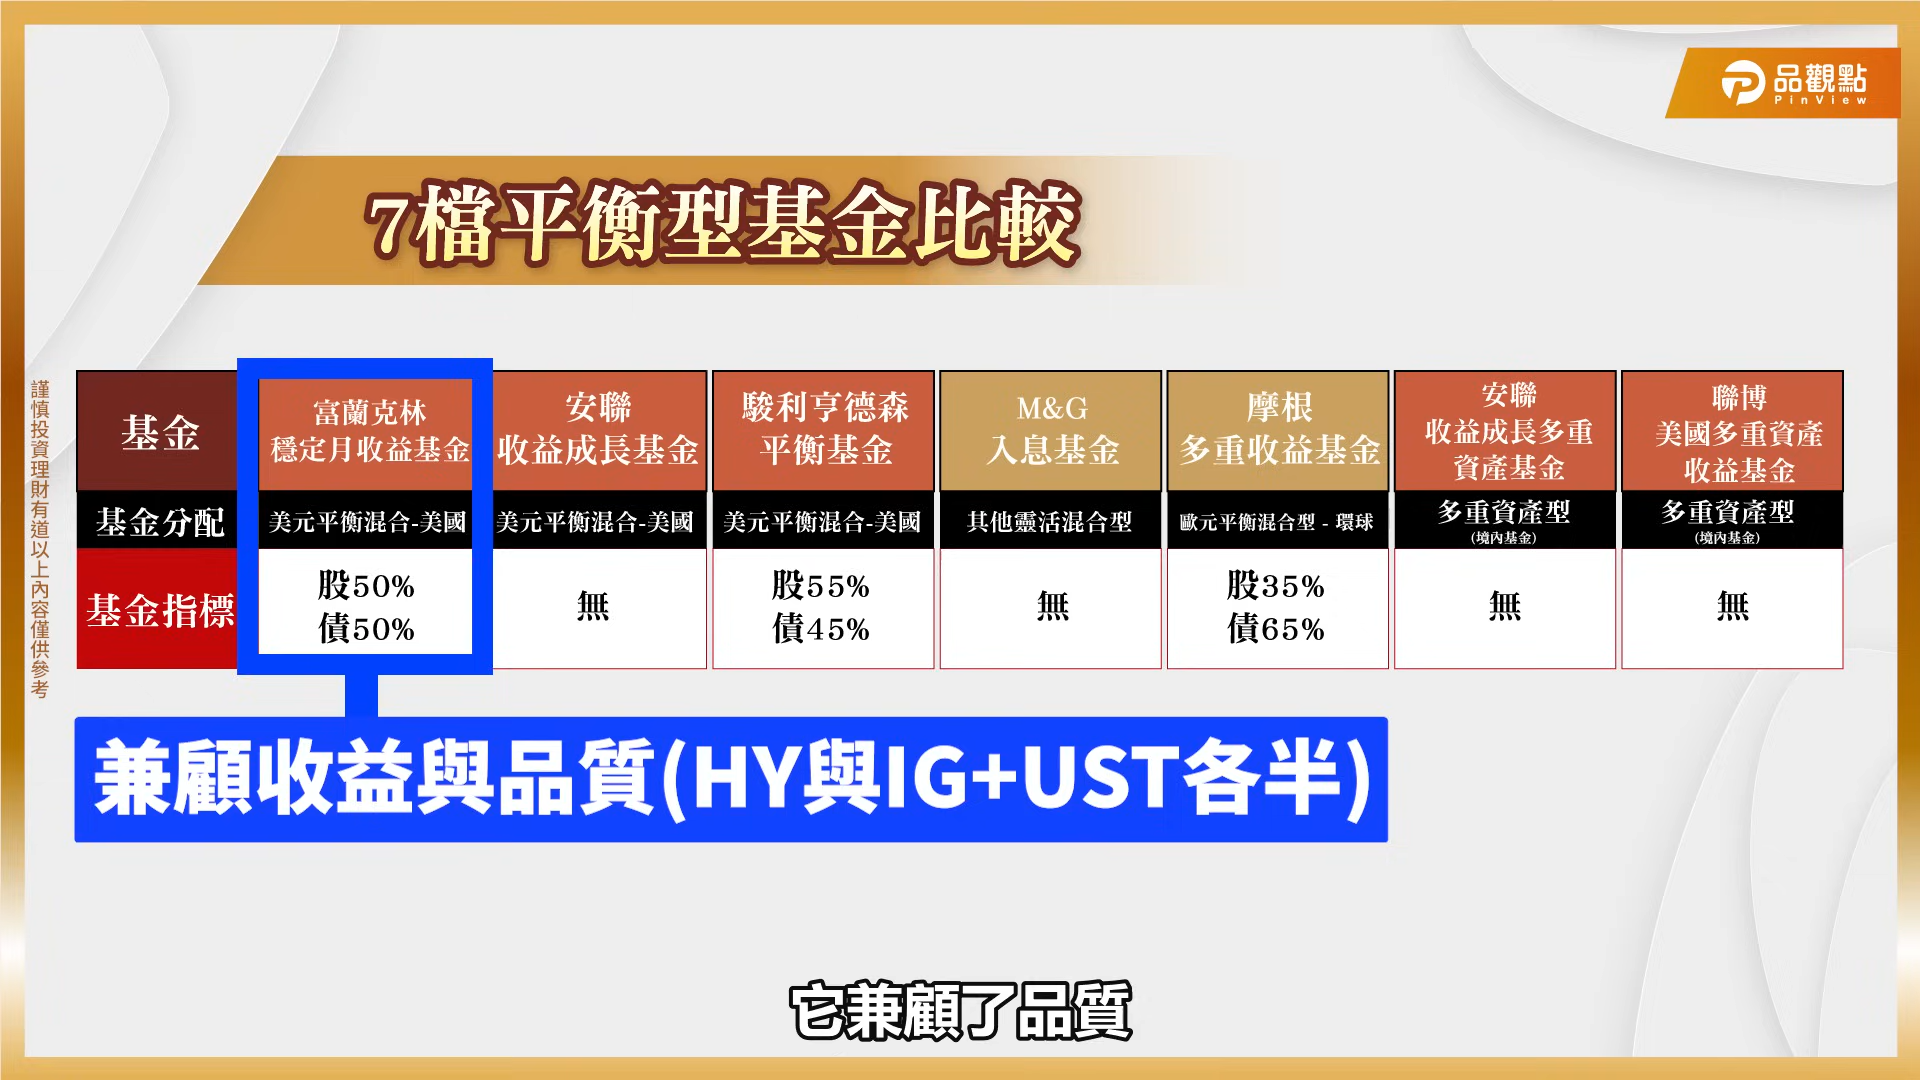 品觀點
PinView
7檔平衡型基金比較
謹慎投資理財有道以上內容僅供參考
基金
富蘭克林
穩定月收益基金
安聯
收益成長基金
駿利亨德森
平衡基金
M&G
入息基金
摩根
多重收益基金
安聯
收益成長多重
資產基金
聯博
美國多重資產
收益基金
基金分配
美元平衡混合-美國
美元平衡混合-美國
美元平衡混合-美國
其他靈活混合型
歐元平衡混合型 - 環球
多重資產型
(境內基金)
多重資產型
(境內基金)
基金指標
股50%
債50%
無
股55%
債45%
無
股35%
債65%
無
無
兼顧收益與品質(HY與IG+UST各半)
它兼顧了品質